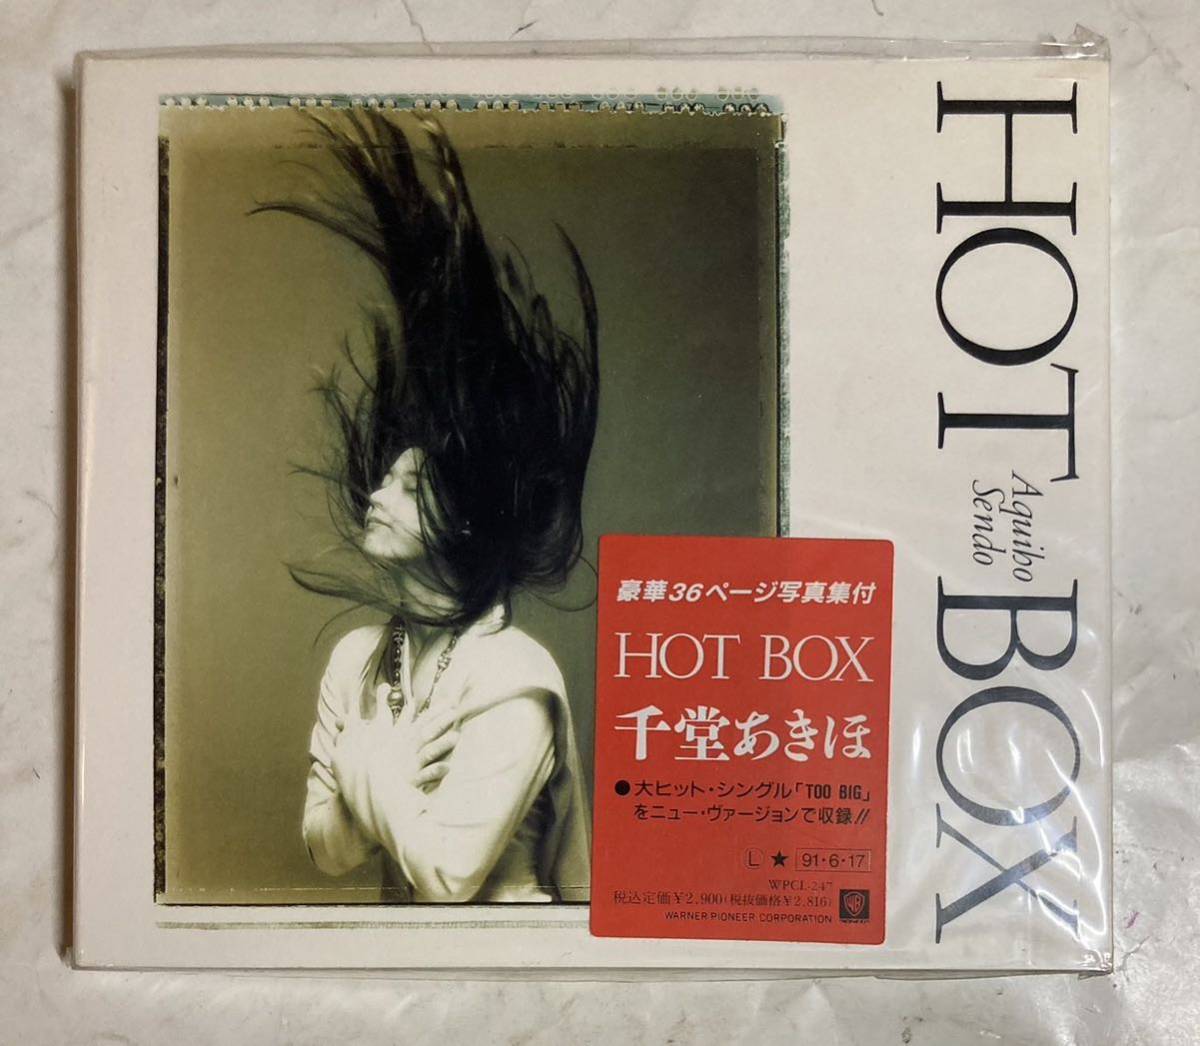 HOT BOX
Aquibo
Sendo
豪華36ページ写真集付
HOT BOX
千堂あきほ
●大ヒット・シングル「TOO BIG」
をニュー・ヴァージョンで収録!!
Ⓛ ★ 91・6・17
WPCL-247
税込定価¥2,900(税抜価格¥2,816)
WARNER-PIONEER CORPORATION
WB